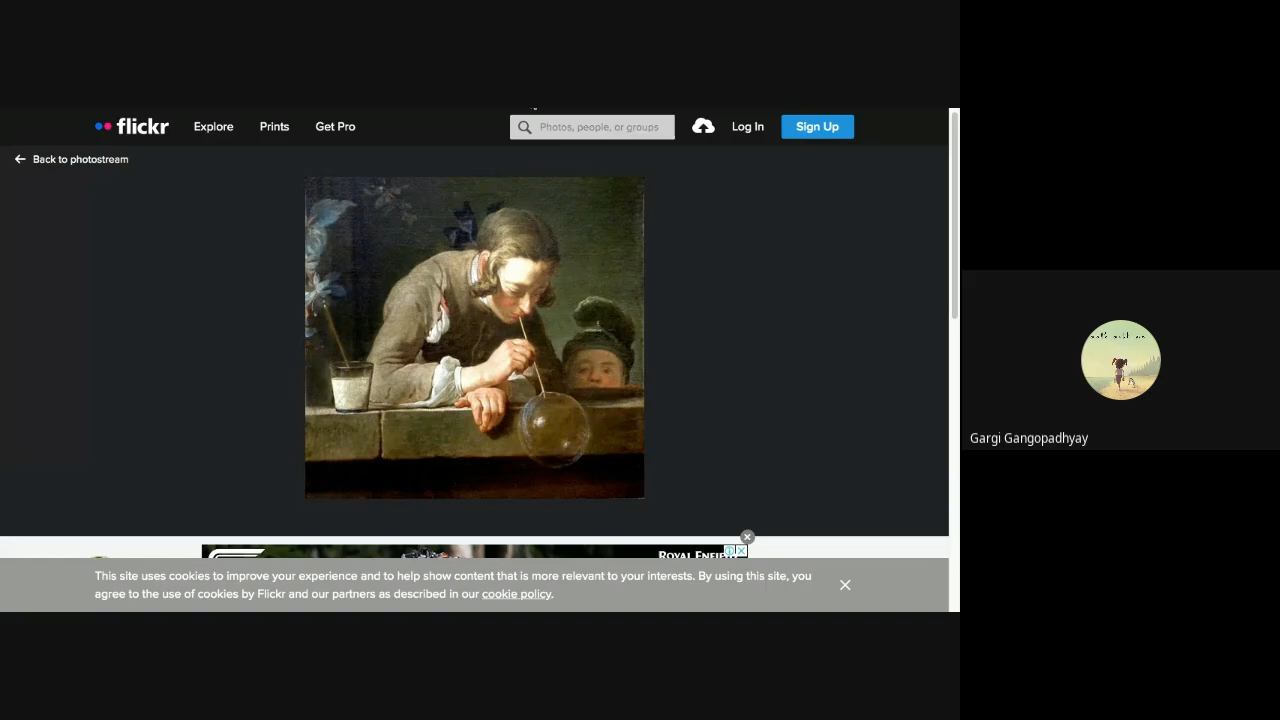 flickr Explore Prints Get Pro Photos, people, or groups Log In Sign Up
Back to photostream
ROYAL ENFIE
This site uses cookies to improve your experience and to help show content that is more relevant to your interests. By using this site, you
agree to the use of cookies by Flickr and our partners as described in our cookie policy.
Gargi Gangopadhyay